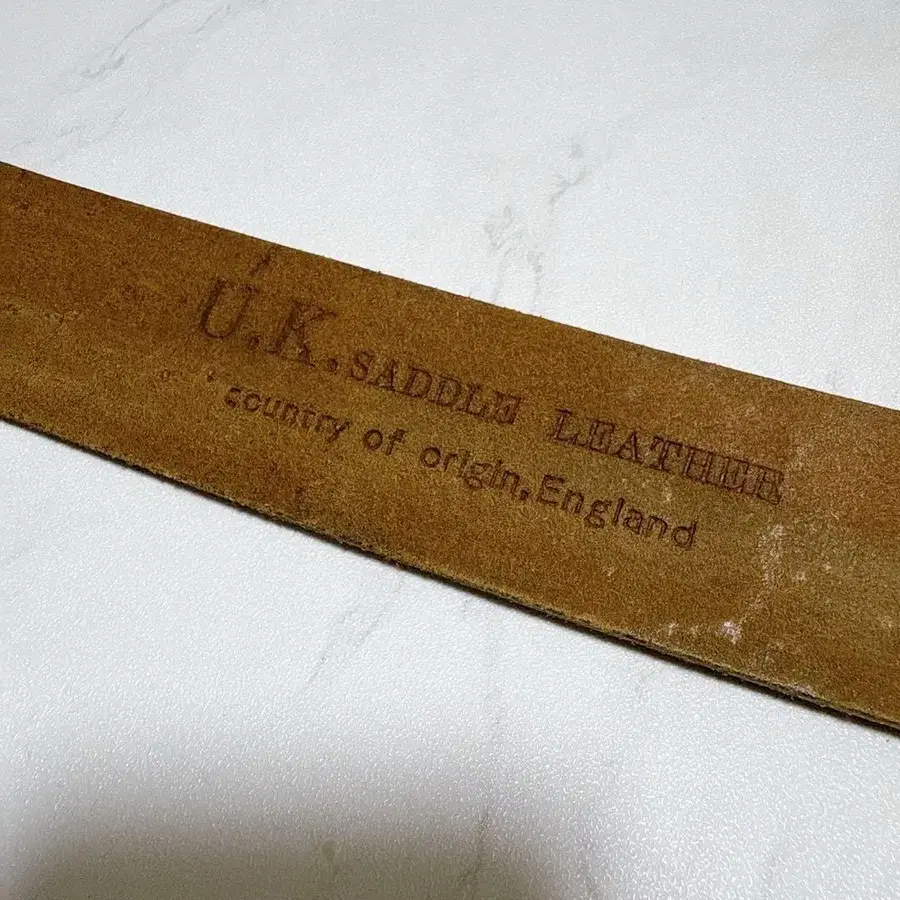 U.K. SADDLE LEATHER
country of origin, England